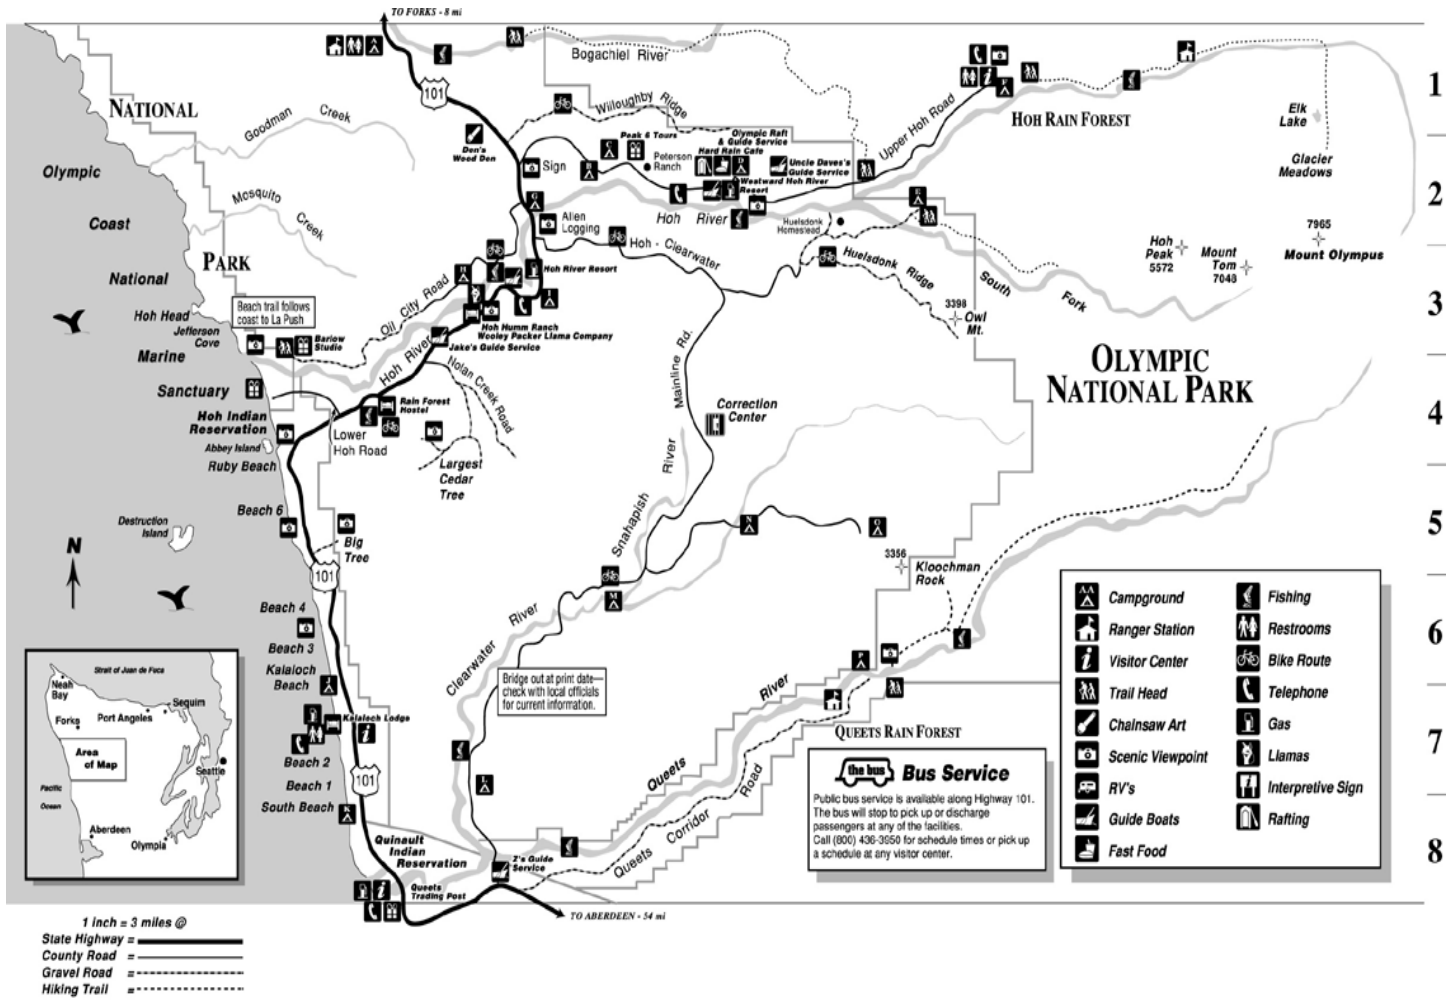 TO FORKS - 8 mi
Bogachiel River
101
1
NATIONAL
Goodman Creek
Willoughby Ridge
Upper Hoh Road
HOH RAIN FOREST
Elk
Lake
Glacier
Meadows
Den's
Wood Den
Sign
Peak 6 Tours
Olympic Raft
& Guide Service
Hard Rain Cafe
Peterson
Ranch
Uncle Daves's
Guide Service
Westward Hoh River
Resort
C
B
D
F
G
E
2
Olympic
Coast
National
Mosquito Creek
PARK
Allen
Logging
Hoh River
Huelsdonk
Homestead
Hoh - Clearwater
Huelsdonk Ridge
South Fork
Hoh
Peak
5572
Mount
Tom
7048
7965
Mount Olympus
Hoh River Resort
H
I
Oil City Road
3
Hoh Head
Jefferson
Cove
Marine
Sanctuary
Beach trail follows
coast to La Push
Barlow
Studio
Hoh Humm Ranch
Wooley Packer Llama Company
Jake's Guide Service
3398
Owl
Mt.
Mainline Rd.
OLYMPIC
NATIONAL PARK
Hoh River
Nolan Creek Road
Hoh Indian
Reservation
Abbey Island
Ruby Beach
Rain Forest
Hostel
Lower
Hoh Road
Largest
Cedar
Tree
Correction
Center
4
Snahapish River
Beach 6
Destruction
Island
Big
Tree
N
101
N
O
5
3356
Kloochman
Rock
M
Clearwater River
Beach 4
Beach 3
Kalaloch
Beach
J
P
6
Bridge out at print date—
check with local officials
for current information.
Kalaloch Lodge
Beach 2
Beach 1
South Beach
K
101
L
Queets River
QUEETS RAIN FOREST
7
Queets Corridor Road
Quinault
Indian
Reservation
Queets
Trading Post
Z's Guide
Service
TO ABERDEEN - 54 mi
8
the bus Bus Service
Public bus service is available along Highway 101.
The bus will stop to pick up or discharge
passengers at any of the facilities.
Call (800) 436-3950 for schedule times or pick up
a schedule at any visitor center.
AA
Campground
Ranger Station
Visitor Center
Trail Head
Chainsaw Art
Scenic Viewpoint
RV's
Guide Boats
Fast Food
Fishing
Restrooms
Bike Route
Telephone
Gas
Llamas
Interpretive Sign
Rafting
Strait of Juan de Fuca
Neah
Bay
Sequim
Port Angeles
Forks
Area
of Map
Seattle
Pacific
Ocean
Aberdeen
Olympia
1 inch = 3 miles @
State Highway =
County Road =
Gravel Road =
Hiking Trail =